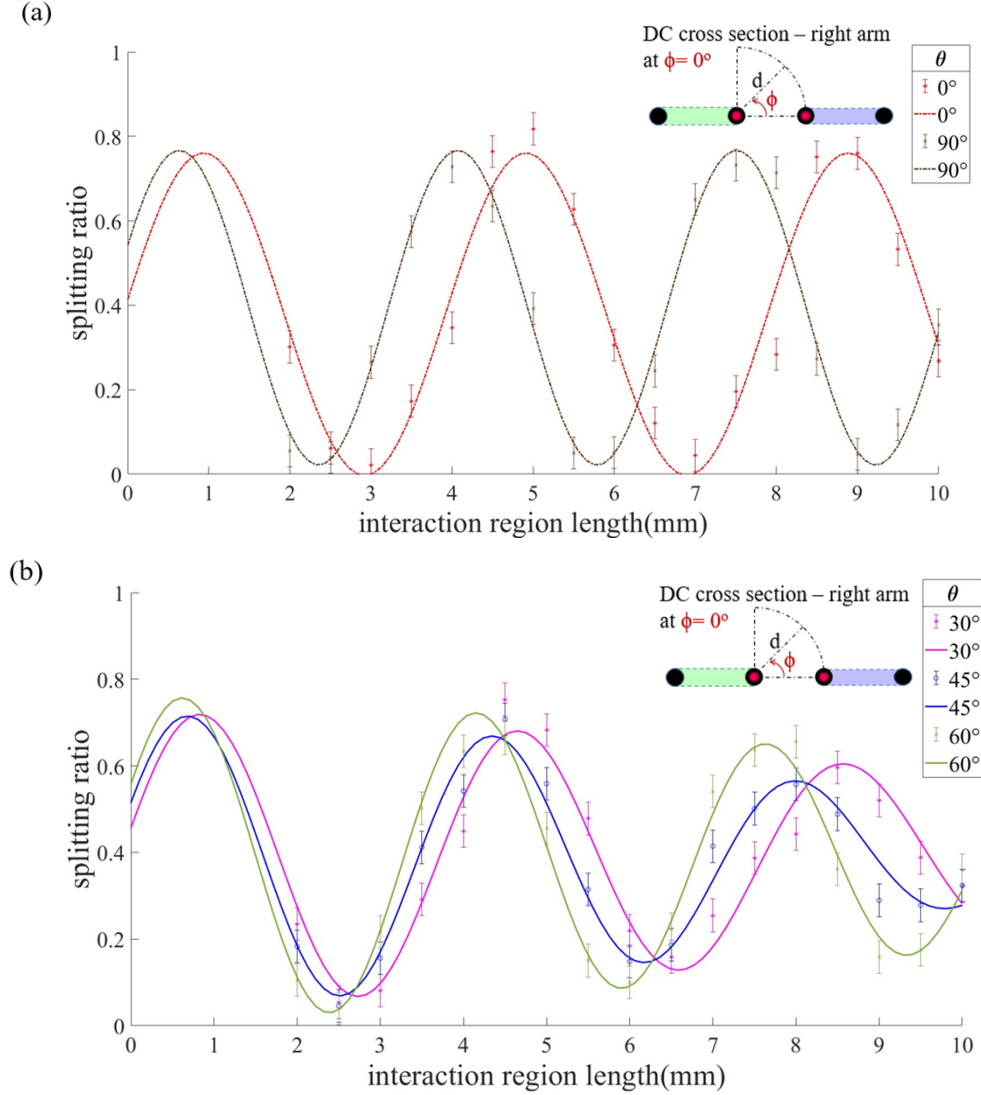 (a)
DC cross section – right arm
at ϕ= 0º
d
ϕ
θ
0°
0°
90°
90°
1
0.8
0.6
0.4
0.2
0
splitting ratio
0 1 2 3 4 5 6 7 8 9 10
interaction region length(mm)
(b)
DC cross section – right arm
at ϕ= 0º
d
ϕ
θ
30°
30°
45°
45°
60°
60°
1
0.8
0.6
0.4
0.2
0
splitting ratio
0 1 2 3 4 5 6 7 8 9 10
interaction region length(mm)